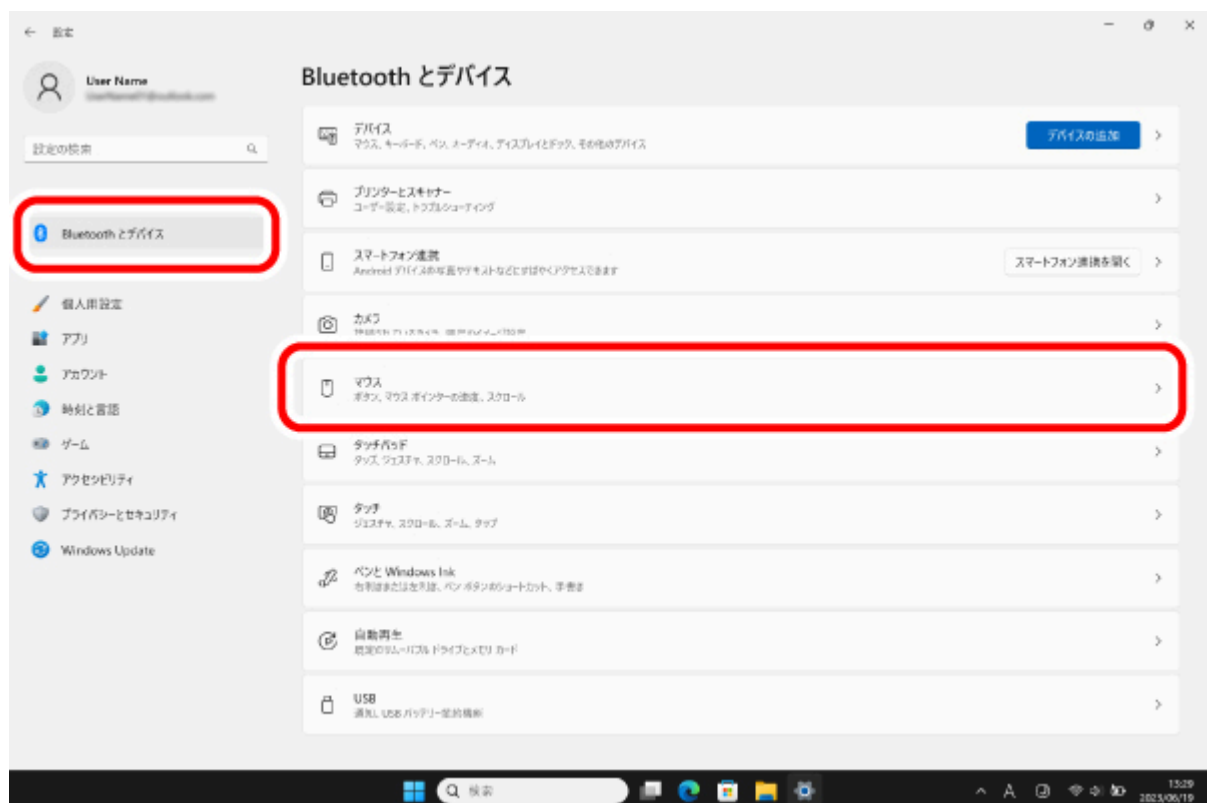 設定
User Name
設定の検索
Bluetooth とデバイス
個人用設定
アプリ
アカウント
時刻と言語
ゲーム
アクセシビリティ
プライバシーとセキュリティ
Windows Update
Bluetooth とデバイス
デバイス
マウス、キーボード、ペン、オーディオ、ディスプレイとドック、その他のデバイス
デバイスの追加
プリンターとスキャナー
ユーザー設定、トラブルシューティング
スマートフォン連携
Android デバイスの写真やテキストなどにすばやくアクセスできます
スマートフォン連携を開く
カメラ
マウス
ボタン、マウス ポインターの速度、スクロール
タッチパッド
タップ、ジェスチャ、スクロール、ズーム
タッチ
ジェスチャ、スクロール、ズーム、タップ
ペンと Windows Ink
右利きまたは左利き、ペン ボタンのショートカット、手書き
自動再生
既定のリムーバブル ドライブとメモリ カード
USB
通知、USB バッテリー節約機能
検索
A
13:29
2023/06/19